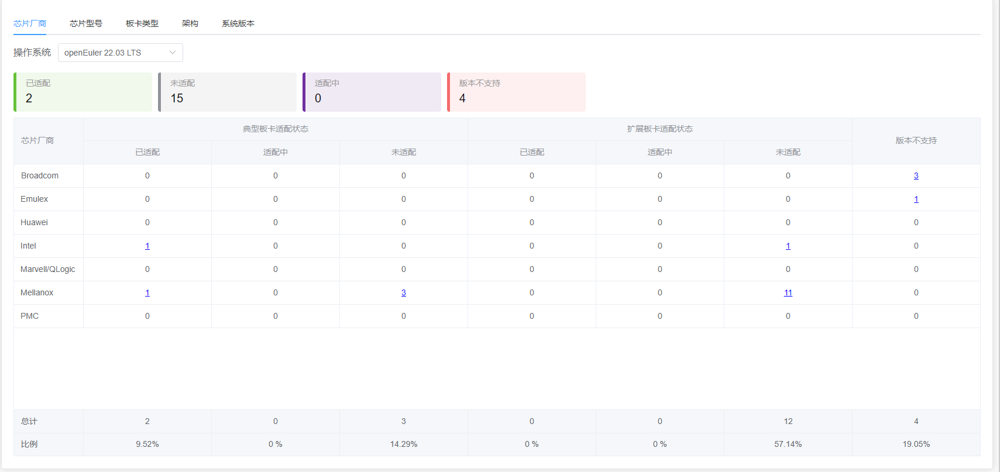 芯片厂商 芯片型号 板卡类型 架构 系统版本
操作系统 openEuler 22.03 LTS
已适配 未适配 适配中 版本不支持
2 15 0 4
芯片厂商 典型板卡适配状态 扩展板卡适配状态 版本不支持
已适配 适配中 未适配 已适配 适配中 未适配
Broadcom 0 0 0 0 0 0 3
Emulex 0 0 0 0 0 0 1
Huawei 0 0 0 0 0 0 0
Intel 1 0 0 0 0 1 0
Marvell/QLogic 0 0 0 0 0 0 0
Mellanox 1 0 3 0 0 11 0
PMC 0 0 0 0 0 0 0
总计 2 0 3 0 0 12 4
比例 9.52% 0 % 14.29% 0 % 0 % 57.14% 19.05%